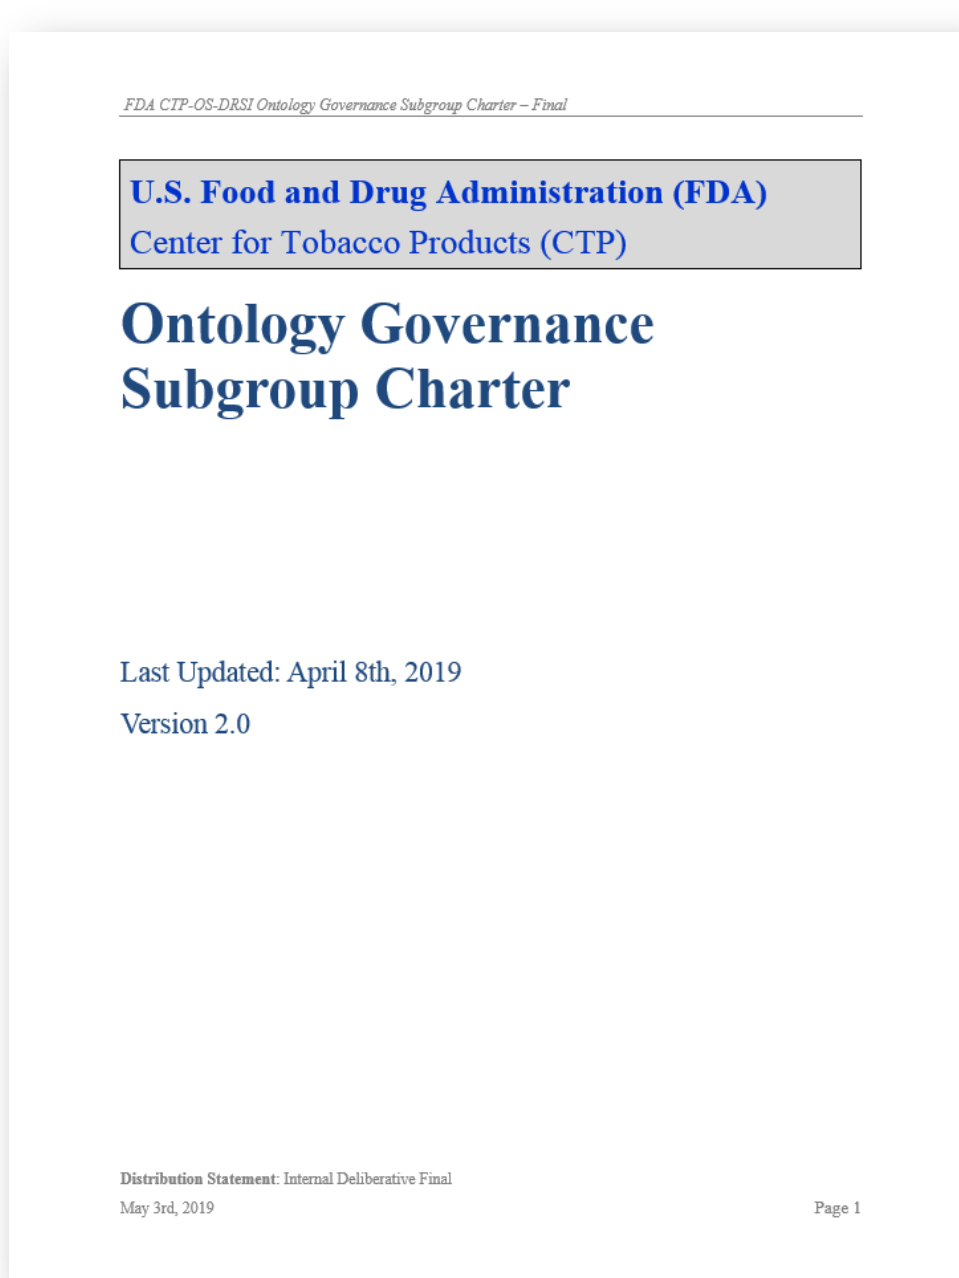 FDA CTP-OS-DRSI Ontology Governance Subgroup Charter – Final
U.S. Food and Drug Administration (FDA)
Center for Tobacco Products (CTP)
Ontology Governance
Subgroup Charter
Last Updated: April 8th, 2019
Version 2.0
Distribution Statement: Internal Deliberative Final
May 3rd, 2019 Page 1